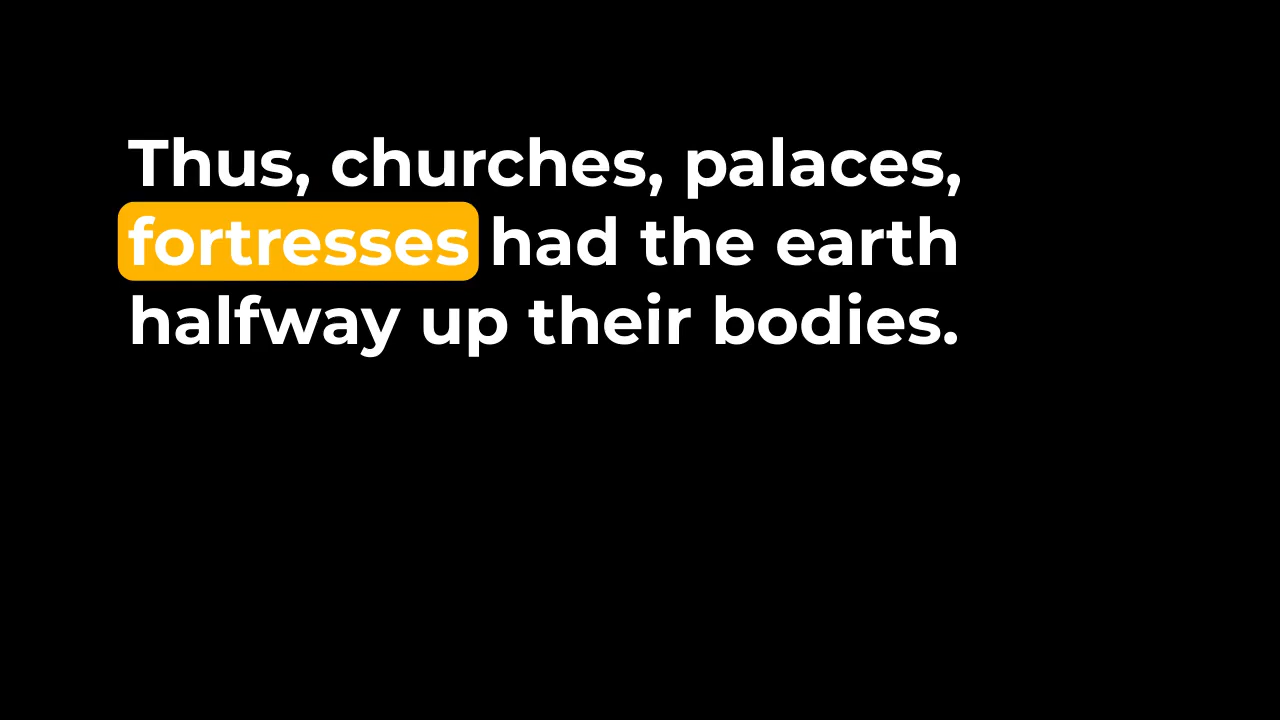 Thus, churches, palaces,
fortresses had the earth
halfway up their bodies.